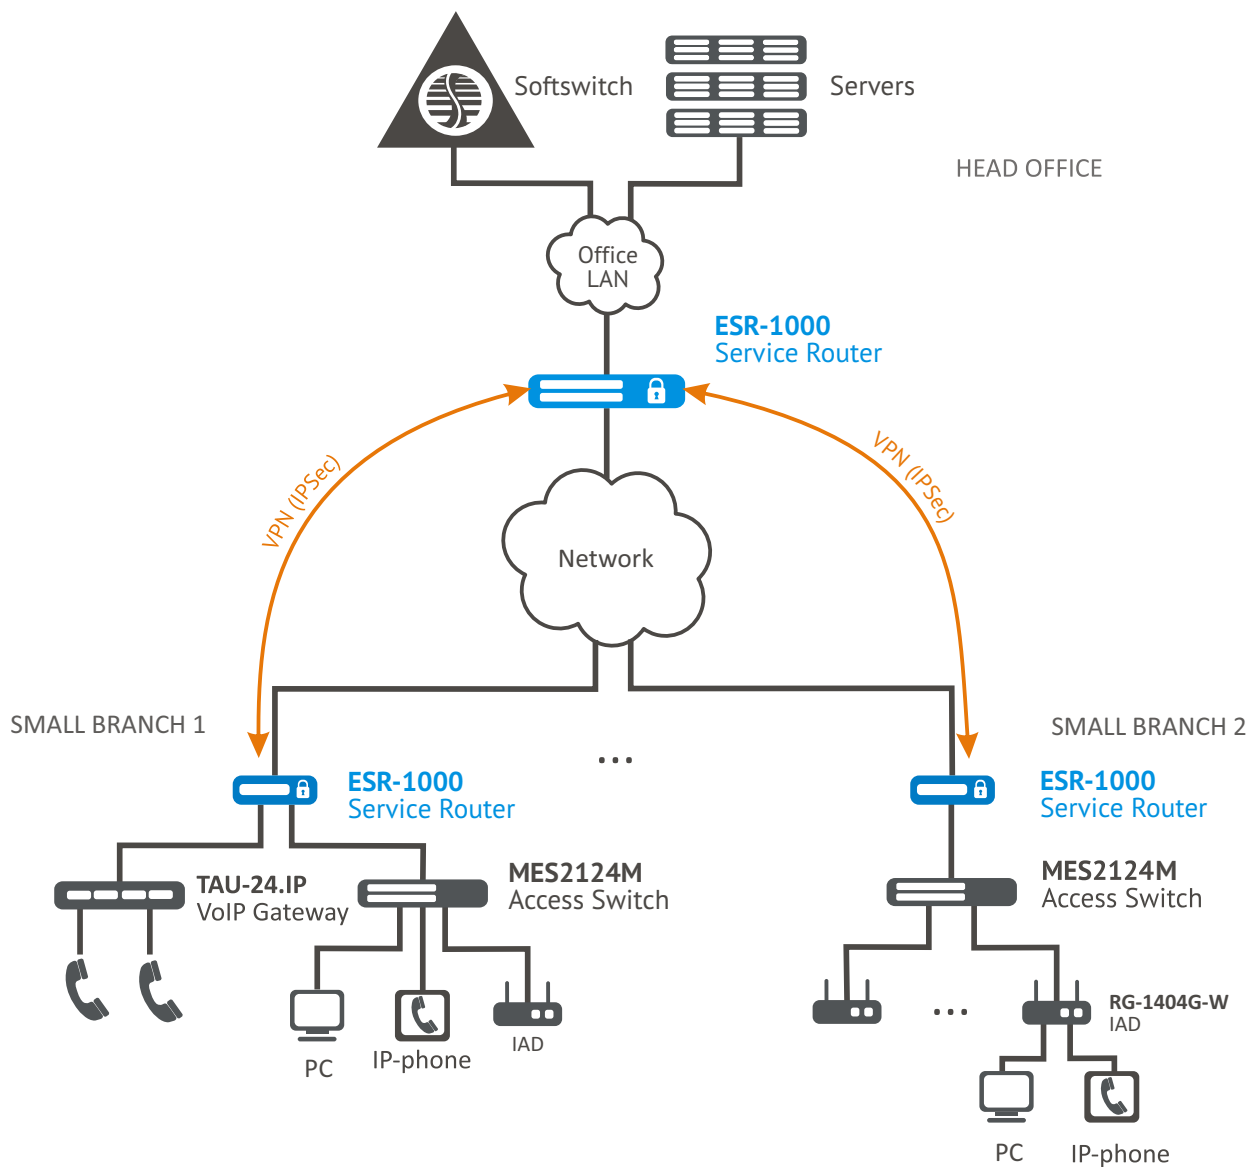 Softswitch
Servers
HEAD OFFICE
Office
LAN
ESR-1000
Service Router
VPN (IPSec)
VPN (IPSec)
Network
SMALL BRANCH 1
SMALL BRANCH 2
...
ESR-1000
Service Router
ESR-1000
Service Router
TAU-24.IP
VoIP Gateway
MES2124M
Access Switch
MES2124M
Access Switch
PC
IP-phone
IAD
...
RG-1404G-W
IAD
PC
IP-phone